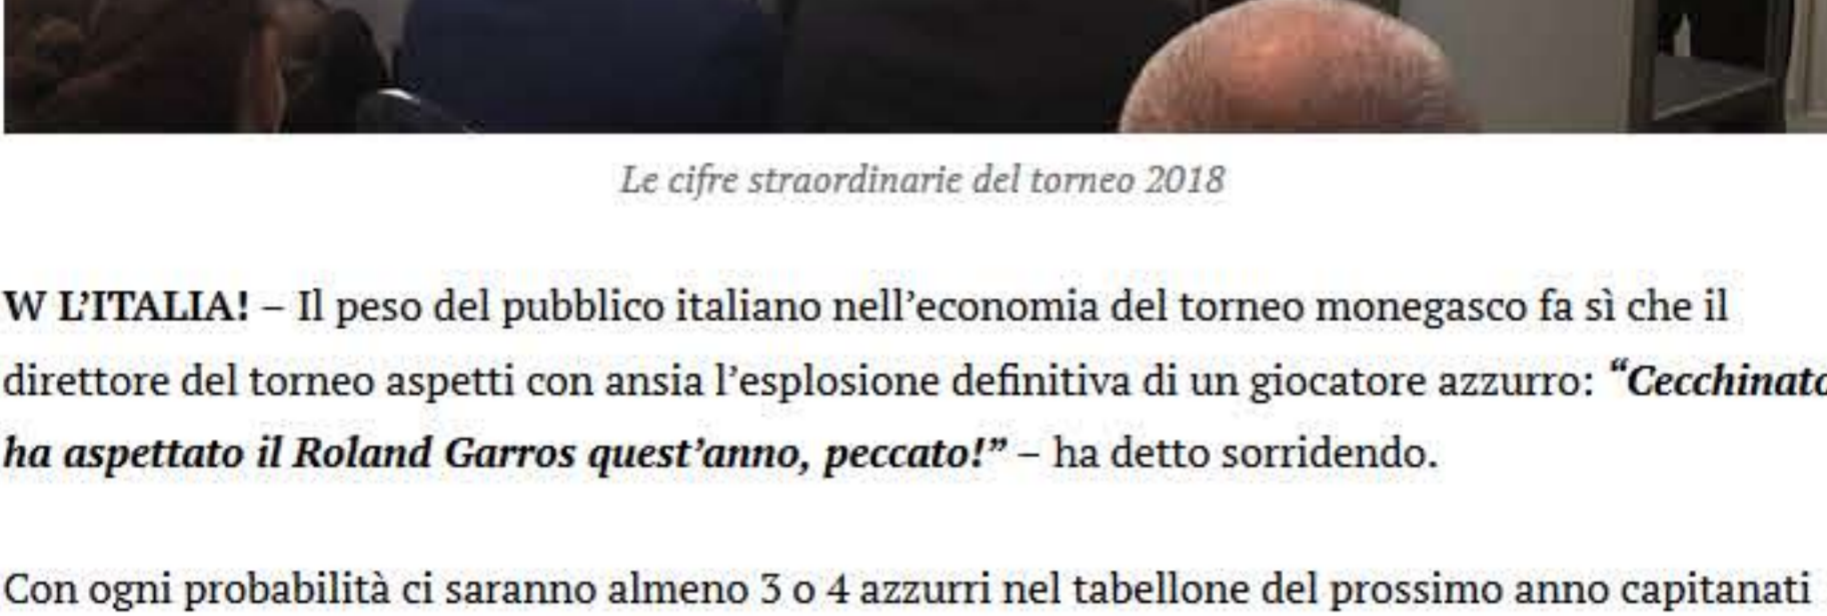 Le cifre straordinarie del torneo 2018
W L’ITALIA! – Il peso del pubblico italiano nell’economia del torneo monegasco fa sì che il
direttore del torneo aspetti con ansia l’esplosione definitiva di un giocatore azzurro: “Cecchinato
ha aspettato il Roland Garros quest’anno, peccato!” – ha detto sorridendo.
Con ogni probabilità ci saranno almeno 3 o 4 azzurri nel tabellone del prossimo anno capitanati